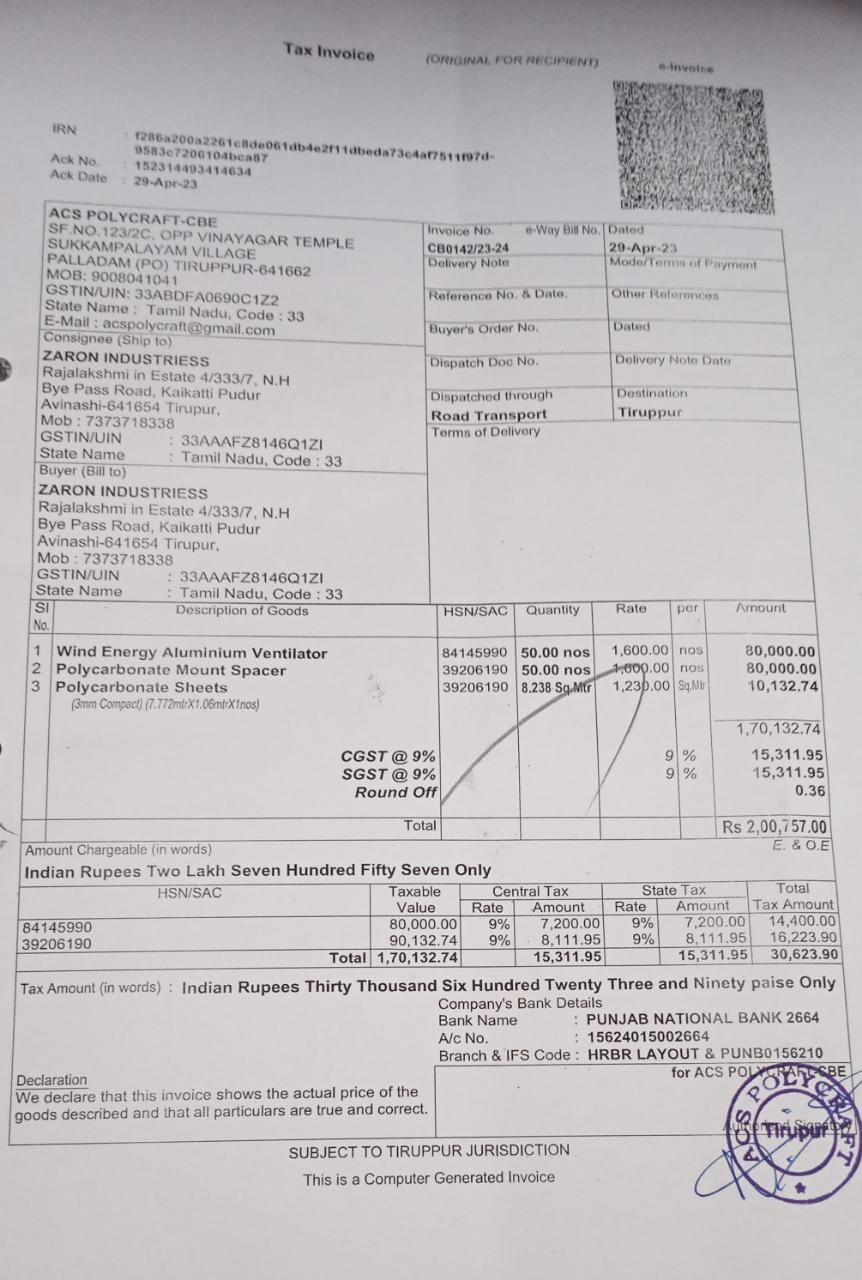 Tax Invoice
(ORIGINAL FOR RECIPIENT)
e-Invoice
IRN : f286a200a2261c8de061db4e2f11dbeda73c4af7511f97d-
9583c7206104bca87
Ack No. : 152314493414634
Ack Date : 29-Apr-23
ACS POLYCRAFT-CBE
SF.NO.123/2C, OPP VINAYAGAR TEMPLE
SUKKAMPALAYAM VILLAGE
PALLADAM (PO) TIRUPPUR-641662
MOB: 9008041041
GSTIN/UIN: 33ABDFA0690C1Z2
State Name : Tamil Nadu, Code : 33
E-Mail : acspolycraft@gmail.com
Invoice No. e-Way Bill No. Dated
CB0142/23-24 29-Apr-23
Delivery Note Mode/Terms of Payment
Reference No. & Date. Other References
Buyer's Order No. Dated
Dispatch Doc No. Delivery Note Date
Dispatched through Destination
Road Transport Tiruppur
Terms of Delivery
Consignee (Ship to)
ZARON INDUSTRIESS
Rajalakshmi in Estate 4/333/7, N.H
Bye Pass Road, Kaikatti Pudur
Avinashi-641654 Tirupur,
Mob : 7373718338
GSTIN/UIN : 33AAAFZ8146Q1ZI
State Name : Tamil Nadu, Code : 33
Buyer (Bill to)
ZARON INDUSTRIESS
Rajalakshmi in Estate 4/333/7, N.H
Bye Pass Road, Kaikatti Pudur
Avinashi-641654 Tirupur,
Mob : 7373718338
GSTIN/UIN : 33AAAFZ8146Q1ZI
State Name : Tamil Nadu, Code : 33
Sl No. Description of Goods HSN/SAC Quantity Rate per Amount
1 Wind Energy Aluminium Ventilator 84145990 50.00 nos 1,600.00 nos 80,000.00
2 Polycarbonate Mount Spacer 39206190 50.00 nos 1,600.00 nos 80,000.00
3 Polycarbonate Sheets 39206190 8.238 Sq.Mtr 1,230.00 Sq.Mtr 10,132.74
(3mm Compact) (7.772mtrX1.06mtrX1nos)
1,70,132.74
CGST @ 9% 9 % 15,311.95
SGST @ 9% 9 % 15,311.95
Round Off 0.36
Total Rs 2,00,757.00
Amount Chargeable (in words) E. & O.E
Indian Rupees Two Lakh Seven Hundred Fifty Seven Only
HSN/SAC Taxable Value Central Tax State Tax Total Tax Amount
Rate Amount Rate Amount
84145990 80,000.00 9% 7,200.00 9% 7,200.00 14,400.00
39206190 90,132.74 9% 8,111.95 9% 8,111.95 16,223.90
Total 1,70,132.74 15,311.95 15,311.95 30,623.90
Tax Amount (in words) : Indian Rupees Thirty Thousand Six Hundred Twenty Three and Ninety paise Only
Company's Bank Details
Bank Name : PUNJAB NATIONAL BANK 2664
A/c No. : 15624015002664
Branch & IFS Code : HRBR LAYOUT & PUNB0156210
for ACS POLYCRAFT-CBE
Declaration
We declare that this invoice shows the actual price of the
goods described and that all particulars are true and correct.
Authorised Signatory
ACS POLYCRAFT
Tirupur
SUBJECT TO TIRUPPUR JURISDICTION
This is a Computer Generated Invoice